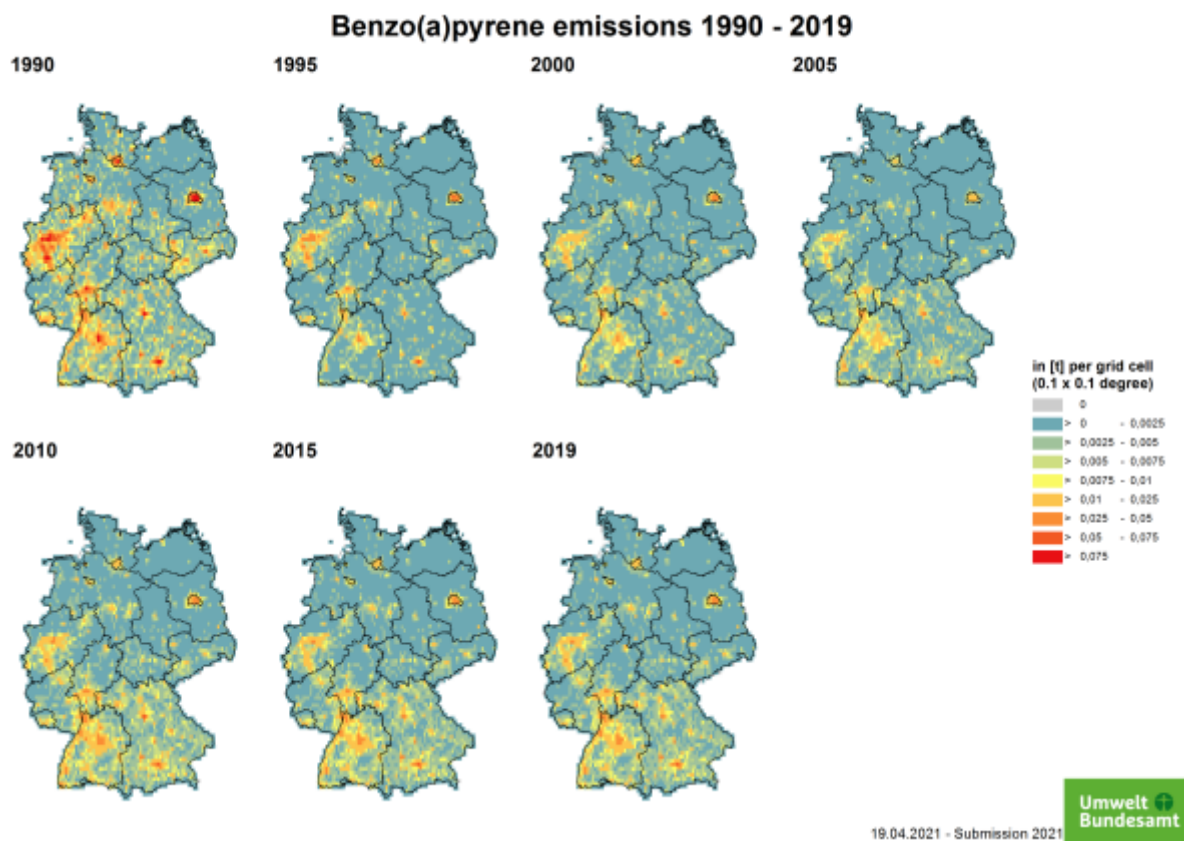 Benzo(a)pyrene emissions 1990 - 2019
1990
1995
2000
2005
in [t] per grid cell
(0.1 x 0.1 degree)
0
> 0 - 0,0025
> 0,0025 - 0,005
> 0,005 - 0,0075
> 0,0075 - 0,01
> 0,01 - 0,025
> 0,025 - 0,05
> 0,05 - 0,075
> 0,075
2010
2015
2019
Umwelt
Bundesamt
19.04.2021 - Submission 2021